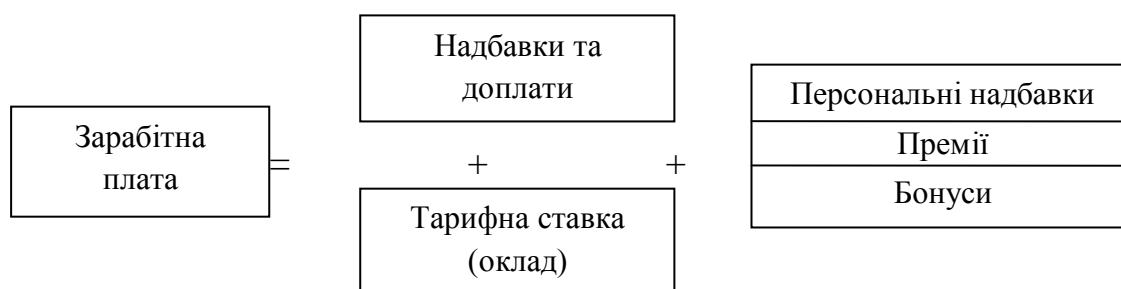 Зарабітна
плата
=
Надбавки та
доплати
+
Тарифна ставка
(оклад)
+
Персональні надбавки
Премії
Бонуси